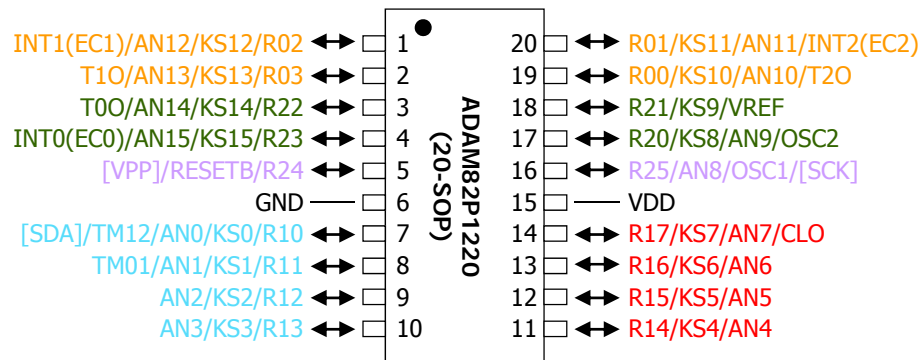 INT1(EC1)/AN12/KS12/R02 1 20 R01/KS11/AN11/INT2(EC2)
T1O/AN13/KS13/R03 2 19 R00/KS10/AN10/T2O
T0O/AN14/KS14/R22 3 18 R21/KS9/VREF
INT0(EC0)/AN15/KS15/R23 4 17 R20/KS8/AN9/OSC2
[VPP]/RESETB/R24 5 16 R25/AN8/OSC1/[SCK]
GND 6 15 VDD
[SDA]/TM12/AN0/KS0/R10 7 14 R17/KS7/AN7/CLO
TM01/AN1/KS1/R11 8 13 R16/KS6/AN6
AN2/KS2/R12 9 12 R15/KS5/AN5
AN3/KS3/R13 10 11 R14/KS4/AN4
ADAM82P1220
(20-SOP)